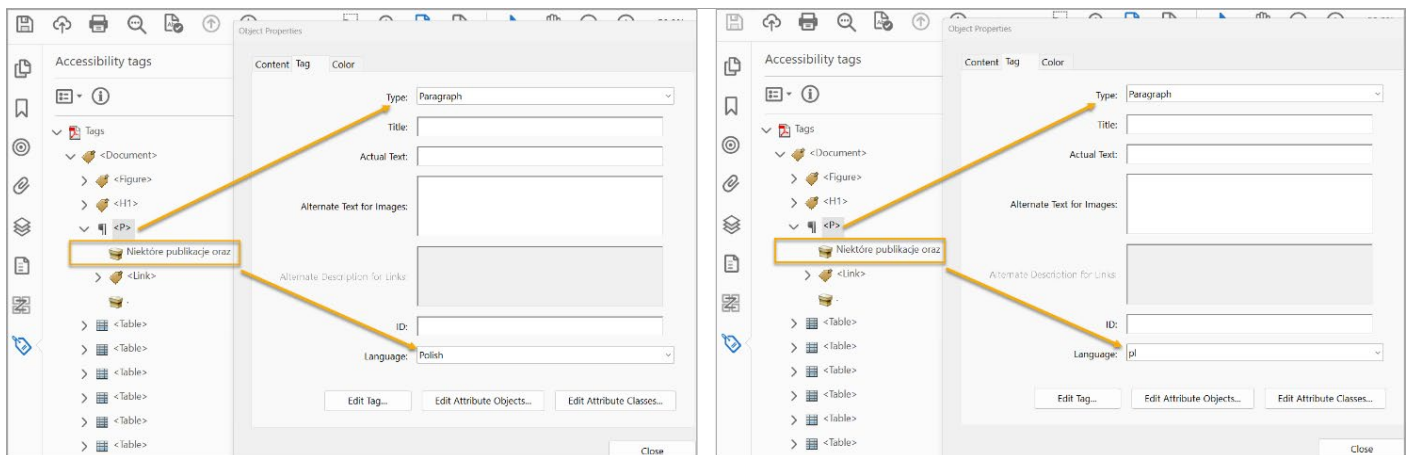 Object Properties
Accessibility tags
Content Tag Color
Type: Paragraph
Title:
Tags
Actual Text:
<Document>
<Figure>
<H1>
Alternate Text for Images:
<P>
Niektóre publikacje oraz
<Link>
Alternate Description for Links:
.
<Table>
ID:
<Table>
Language: Polish
<Table>
<Table>
Edit Tag... Edit Attribute Objects... Edit Attribute Classes...
<Table>
<Table>
Close
Object Properties
Accessibility tags
Content Tag Color
Type: Paragraph
Title:
Tags
Actual Text:
<Document>
<Figure>
<H1>
Alternate Text for Images:
<P>
Niektóre publikacje oraz
<Link>
Alternate Description for Links:
.
<Table>
ID:
<Table>
Language: pl
<Table>
<Table>
Edit Tag... Edit Attribute Objects... Edit Attribute Classes...
<Table>
<Table>
Close